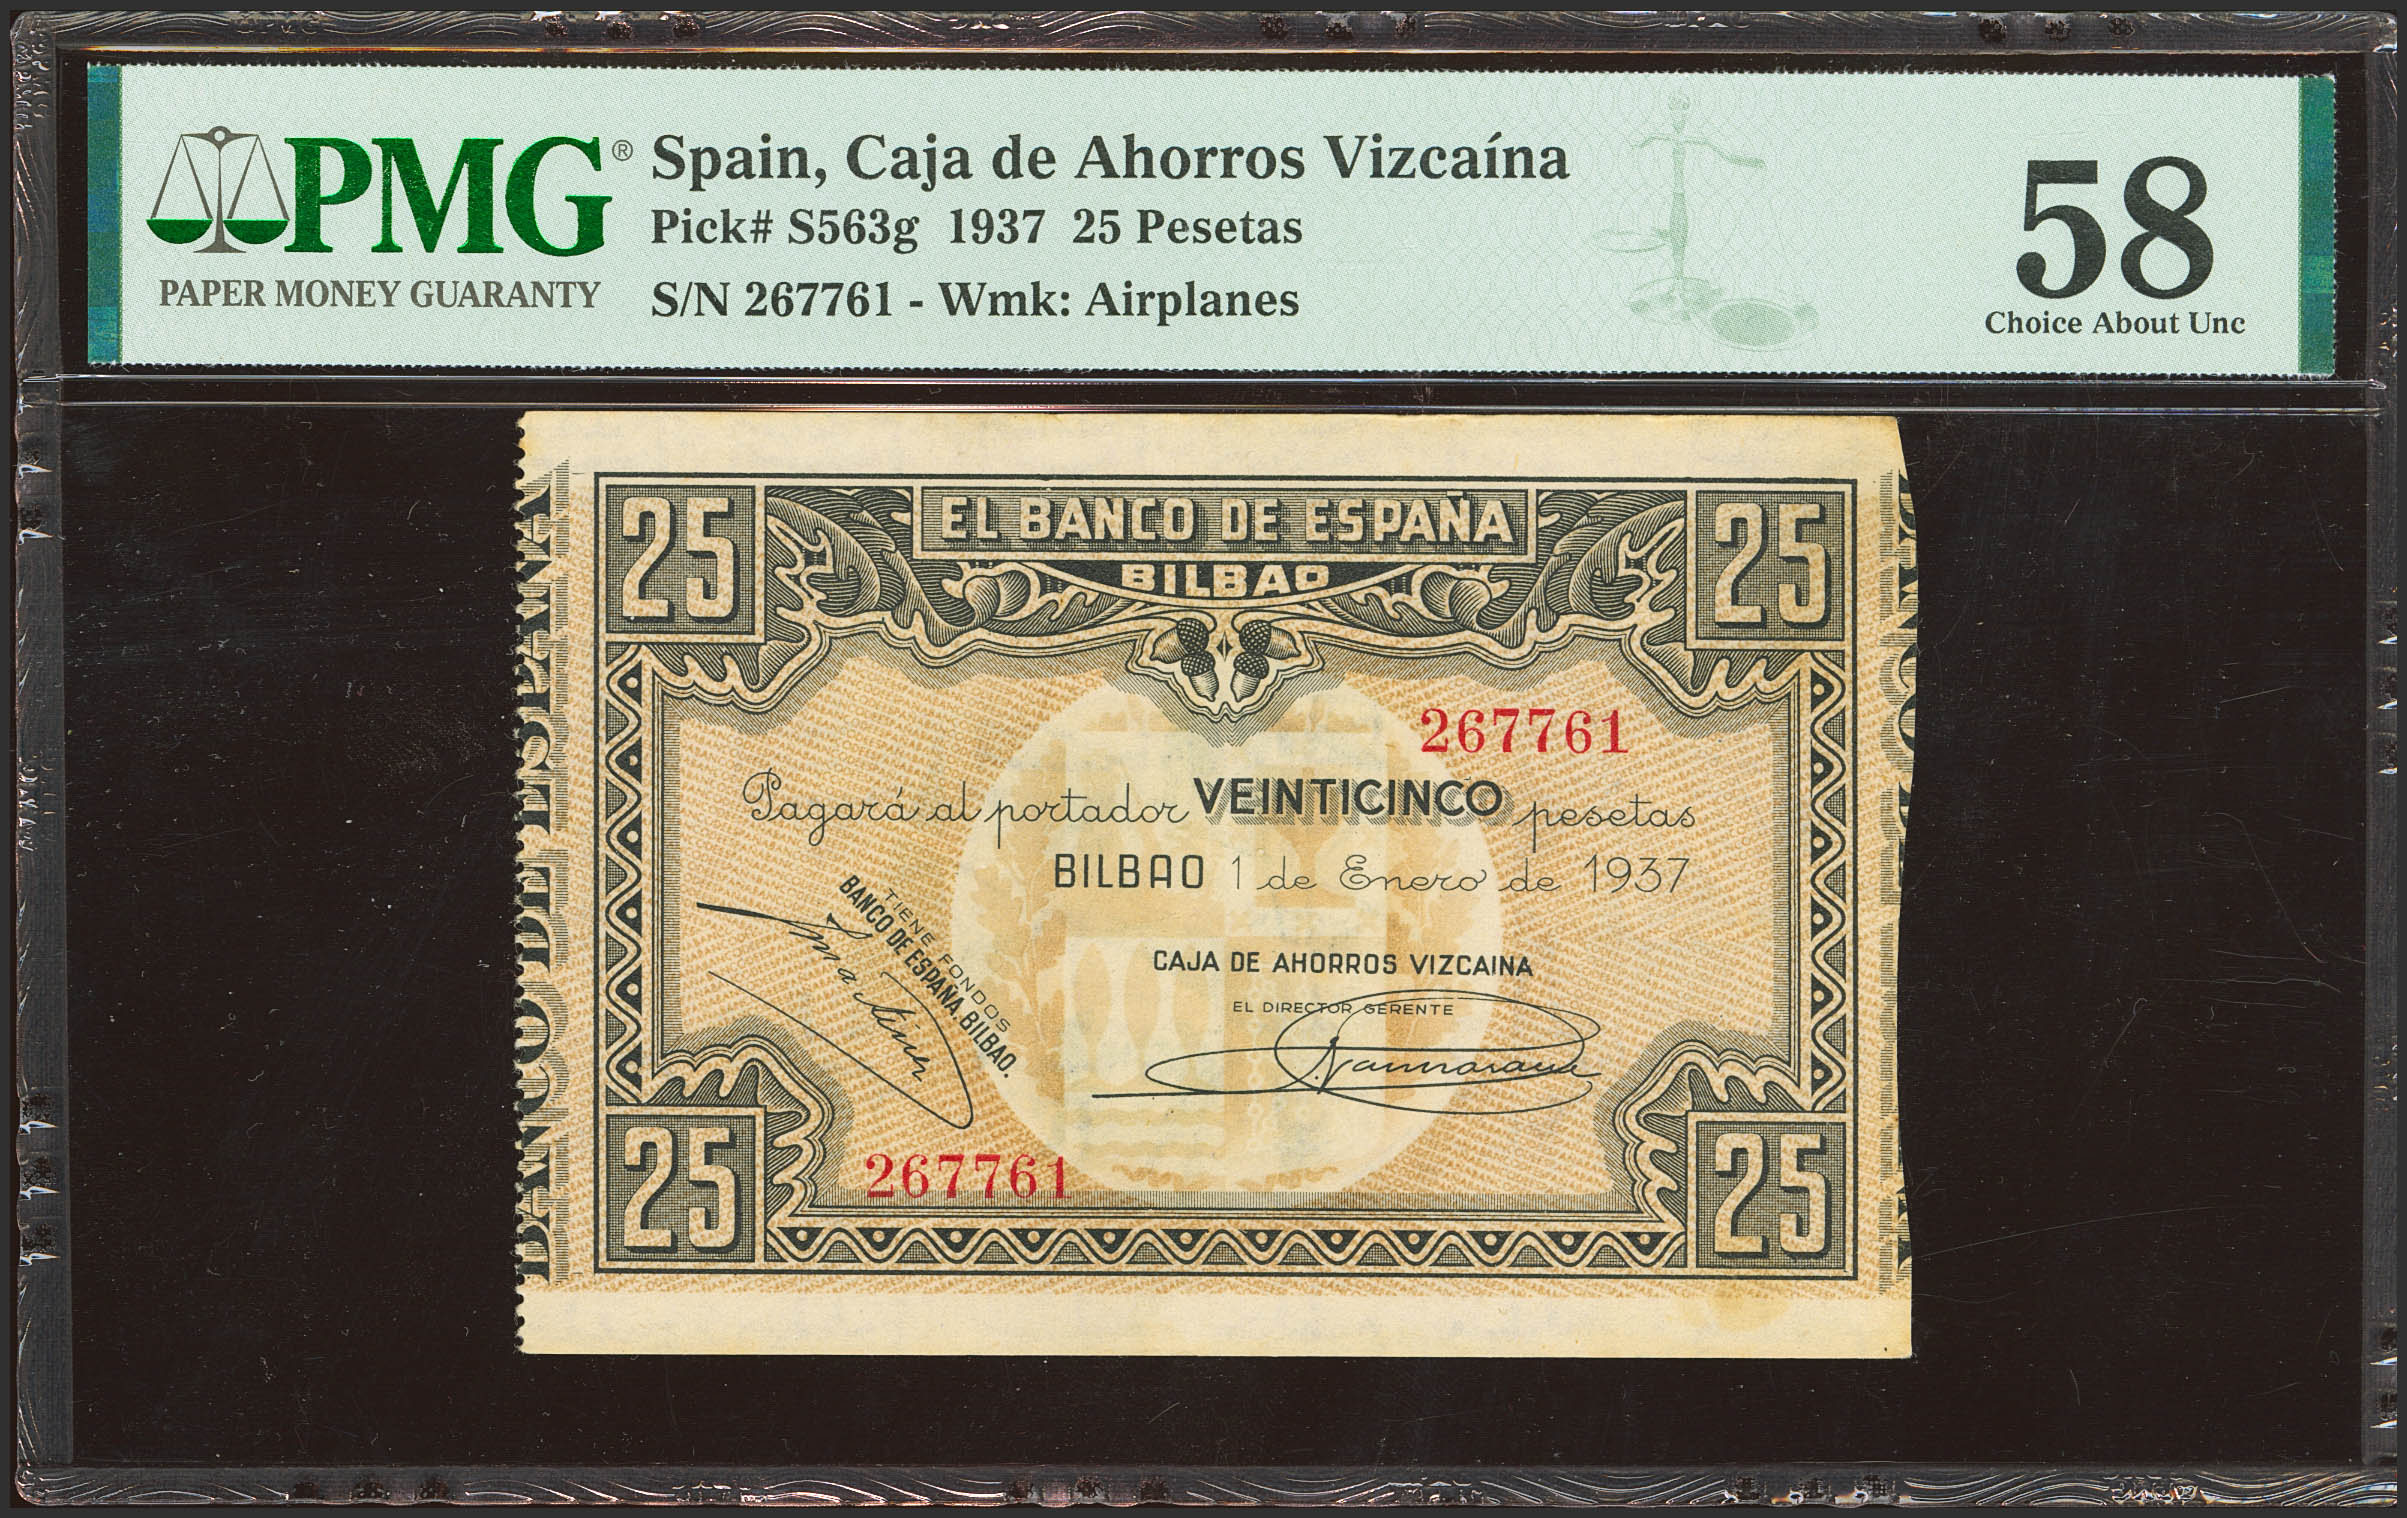 PMG®
PAPER MONEY GUARANTY
Spain, Caja de Ahorros Vizcaína
Pick# S563g 1937 25 Pesetas
S/N 267761 - Wmk: Airplanes
58
Choice About Unc
25
EL BANCO DE ESPAÑA
25
BILBAO
BANCO DE ESPAÑA
267761
Pagará al portador VEINTICINCO pesetas
BILBAO 1 de Enero de 1937
TIENE FONDOS
BANCO DE ESPAÑA. BILBAO.
CAJA DE AHORROS VIZCAINA
EL DIRECTOR GERENTE
267761
25
25